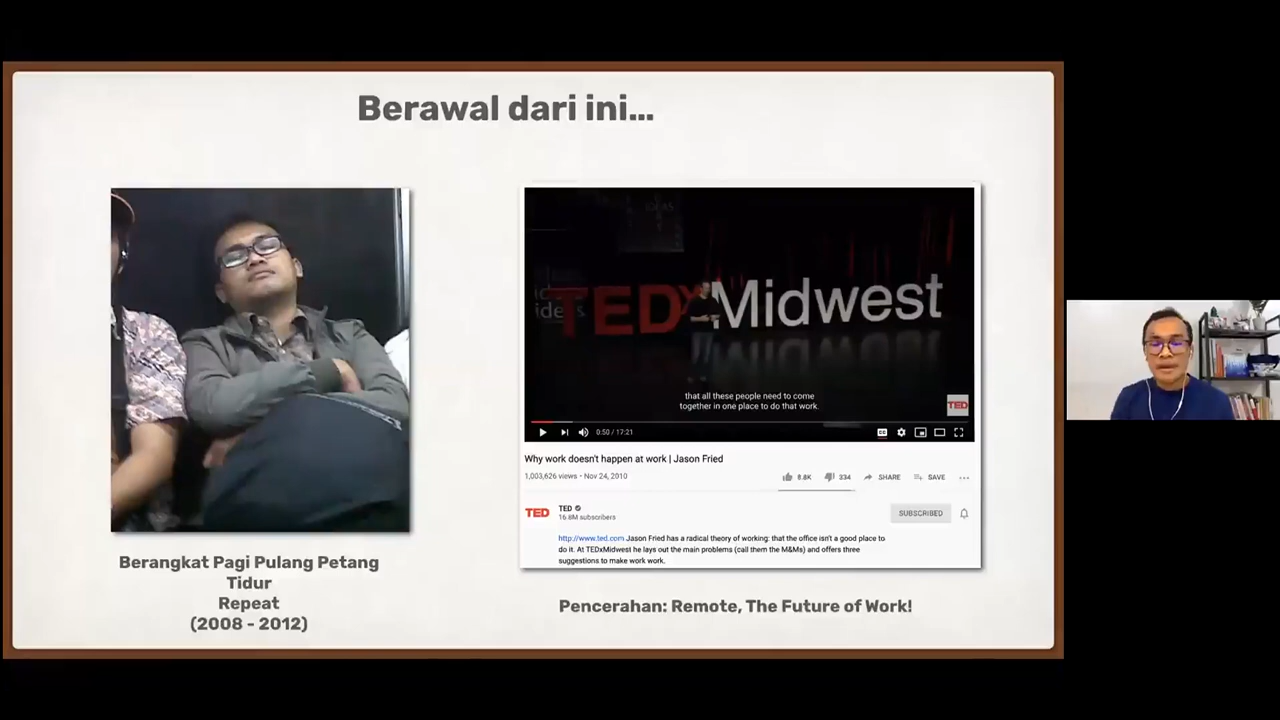 Berawal dari ini...
TEDxMidwest
that all these people need to come
together in one place to do that work.
TED
0:50 / 17:21
Why work doesn't happen at work | Jason Fried
1,003,626 views • Nov 24, 2010
8.8K
334
SHARE
SAVE
TED
TED
16.8M subscribers
SUBSCRIBED
http://www.ted.com Jason Fried has a radical theory of working: that the office isn't a good place to
do it. At TEDxMidwest he lays out the main problems (call them the M&Ms) and offers three
suggestions to make work work.
Berangkat Pagi Pulang Petang
Tidur
Repeat
(2008 - 2012)
Pencerahan: Remote, The Future of Work!